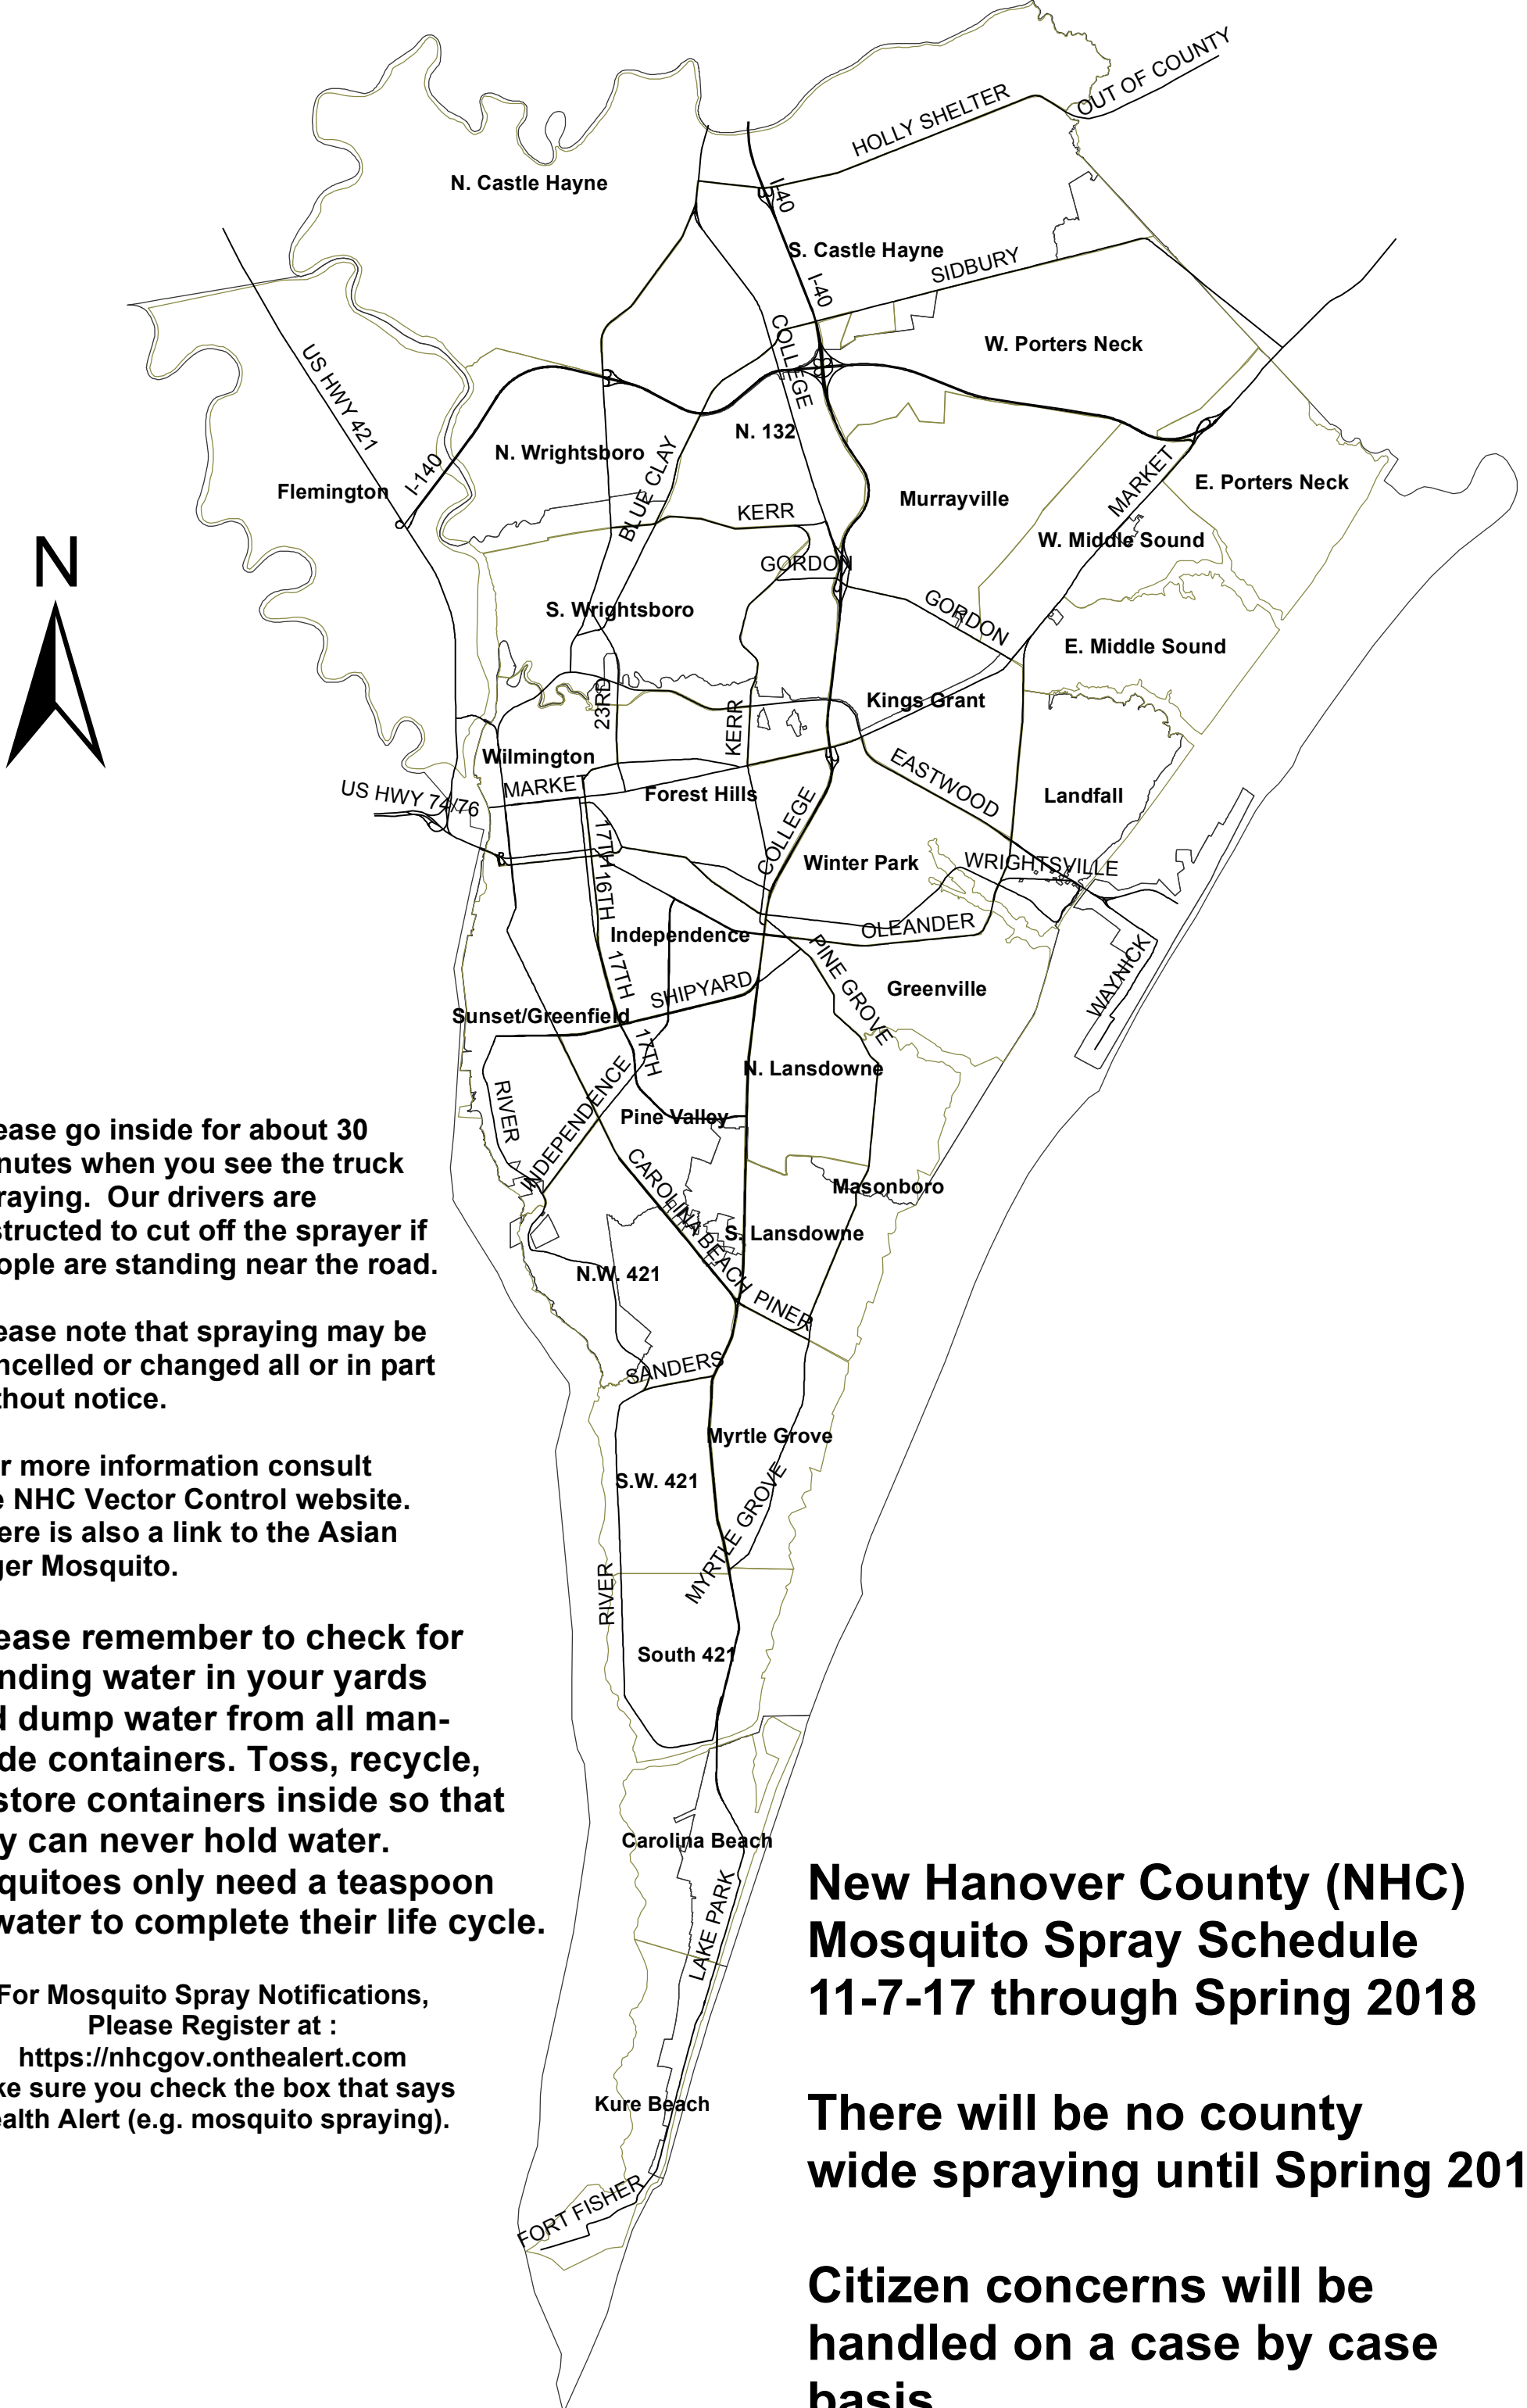 OUT OF COUNTY
HOLLY SHELTER
N. Castle Hayne
I-40
S. Castle Hayne
SIDBURY
I-40
COLLEGE
W. Porters Neck
US HWY 421
N. 132
N. Wrightsboro
BLUE CLAY
I-140
Flemington
MARKET
E. Porters Neck
Murrayville
KERR
W. Middle Sound
N
GORDON
S. Wrightsboro
GORDON
E. Middle Sound
23RD
KERR
Kings Grant
Wilmington
MARKET
US HWY 74/76
Forest Hills
EASTWOOD
Landfall
17TH
COLLEGE
Winter Park
WRIGHTSVILLE
16TH
Independence
OLEANDER
17TH
SHIPYARD
PINE GROVE
Greenville
WAYNICK
Sunset/Greenfield
17TH
N. Lansdowne
RIVER
INDEPENDENCE
Pine Valley
CAROLINA BEACH
Masonboro
S. Lansdowne
N.W. 421
PINER
SANDERS
Myrtle Grove
S.W. 421
MYRTLE GROVE
RIVER
South 421
Carolina Beach
LAKE PARK
Kure Beach
FORT FISHER
ease go inside for about 30
nutes when you see the truck
raying. Our drivers are
structed to cut off the sprayer if
ople are standing near the road.
ease note that spraying may be
ncelled or changed all or in part
thout notice.
r more information consult
e NHC Vector Control website.
ere is also a link to the Asian
ger Mosquito.
ease remember to check for
nding water in your yards
d dump water from all man-
de containers. Toss, recycle,
store containers inside so that
y can never hold water.
quitoes only need a teaspoon
water to complete their life cycle.
For Mosquito Spray Notifications,
Please Register at :
https://nhcgov.onthealert.com
ke sure you check the box that says
ealth Alert (e.g. mosquito spraying).
New Hanover County (NHC)
Mosquito Spray Schedule
11-7-17 through Spring 2018
There will be no county
wide spraying until Spring 201
Citizen concerns will be
handled on a case by case
basis